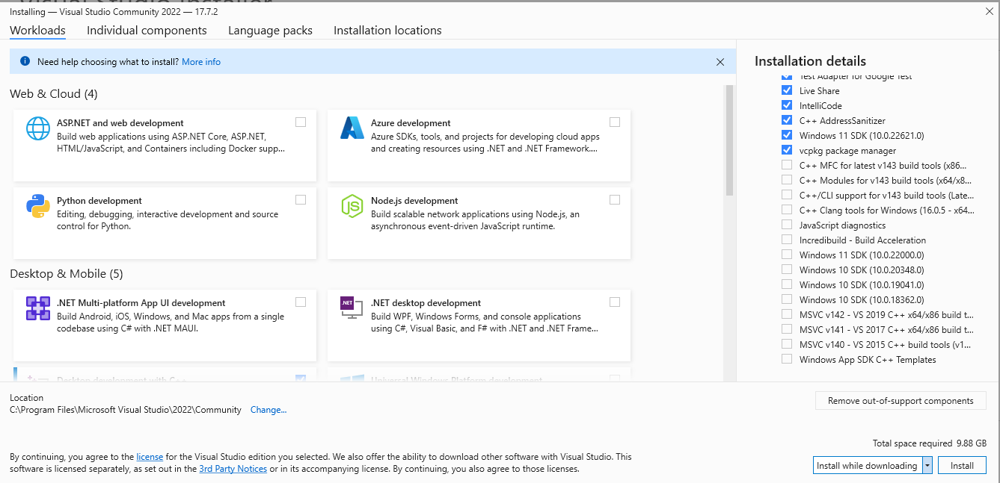 Visual Studio Installer
Installing — Visual Studio Community 2022 — 17.7.2
Workloads
Individual components
Language packs
Installation locations
Need help choosing what to install? More info
Web & Cloud (4)
ASP.NET and web development
Build web applications using ASP.NET Core, ASP.NET,
HTML/JavaScript, and Containers including Docker supp...
Azure development
Azure SDKs, tools, and projects for developing cloud apps
and creating resources using .NET and .NET Framework....
Python development
Editing, debugging, interactive development and source
control for Python.
JS
Node.js development
Build scalable network applications using Node.js, an
asynchronous event-driven JavaScript runtime.
Desktop & Mobile (5)
.NET Multi-platform App UI development
Build Android, iOS, Windows, and Mac apps from a single
codebase using C# with .NET MAUI.
.NET
.NET desktop development
Build WPF, Windows Forms, and console applications
using C#, Visual Basic, and F# with .NET and .NET Frame...
Desktop development with C++
Universal Windows Platform development
Installation details
Test Adapter for Google Test
Live Share
IntelliCode
C++ AddressSanitizer
Windows 11 SDK (10.0.22621.0)
vcpkg package manager
C++ MFC for latest v143 build tools (x86...
C++ Modules for v143 build tools (x64/x8...
C++/CLI support for v143 build tools (Late...
C++ Clang tools for Windows (16.0.5 - x64...
JavaScript diagnostics
Incredibuild - Build Acceleration
Windows 11 SDK (10.0.22000.0)
Windows 10 SDK (10.0.20348.0)
Windows 10 SDK (10.0.19041.0)
Windows 10 SDK (10.0.18362.0)
MSVC v142 - VS 2019 C++ x64/x86 build t...
MSVC v141 - VS 2017 C++ x64/x86 build t...
MSVC v140 - VS 2015 C++ build tools (v1...
Windows App SDK C++ Templates
Location
C:\Program Files\Microsoft Visual Studio\2022\Community Change...
Remove out-of-support components
Total space required 9.88 GB
By continuing, you agree to the license for the Visual Studio edition you selected. We also offer the ability to download other software with Visual Studio. This
software is licensed separately, as set out in the 3rd Party Notices or in its accompanying license. By continuing, you also agree to those licenses.
Install while downloading
Install